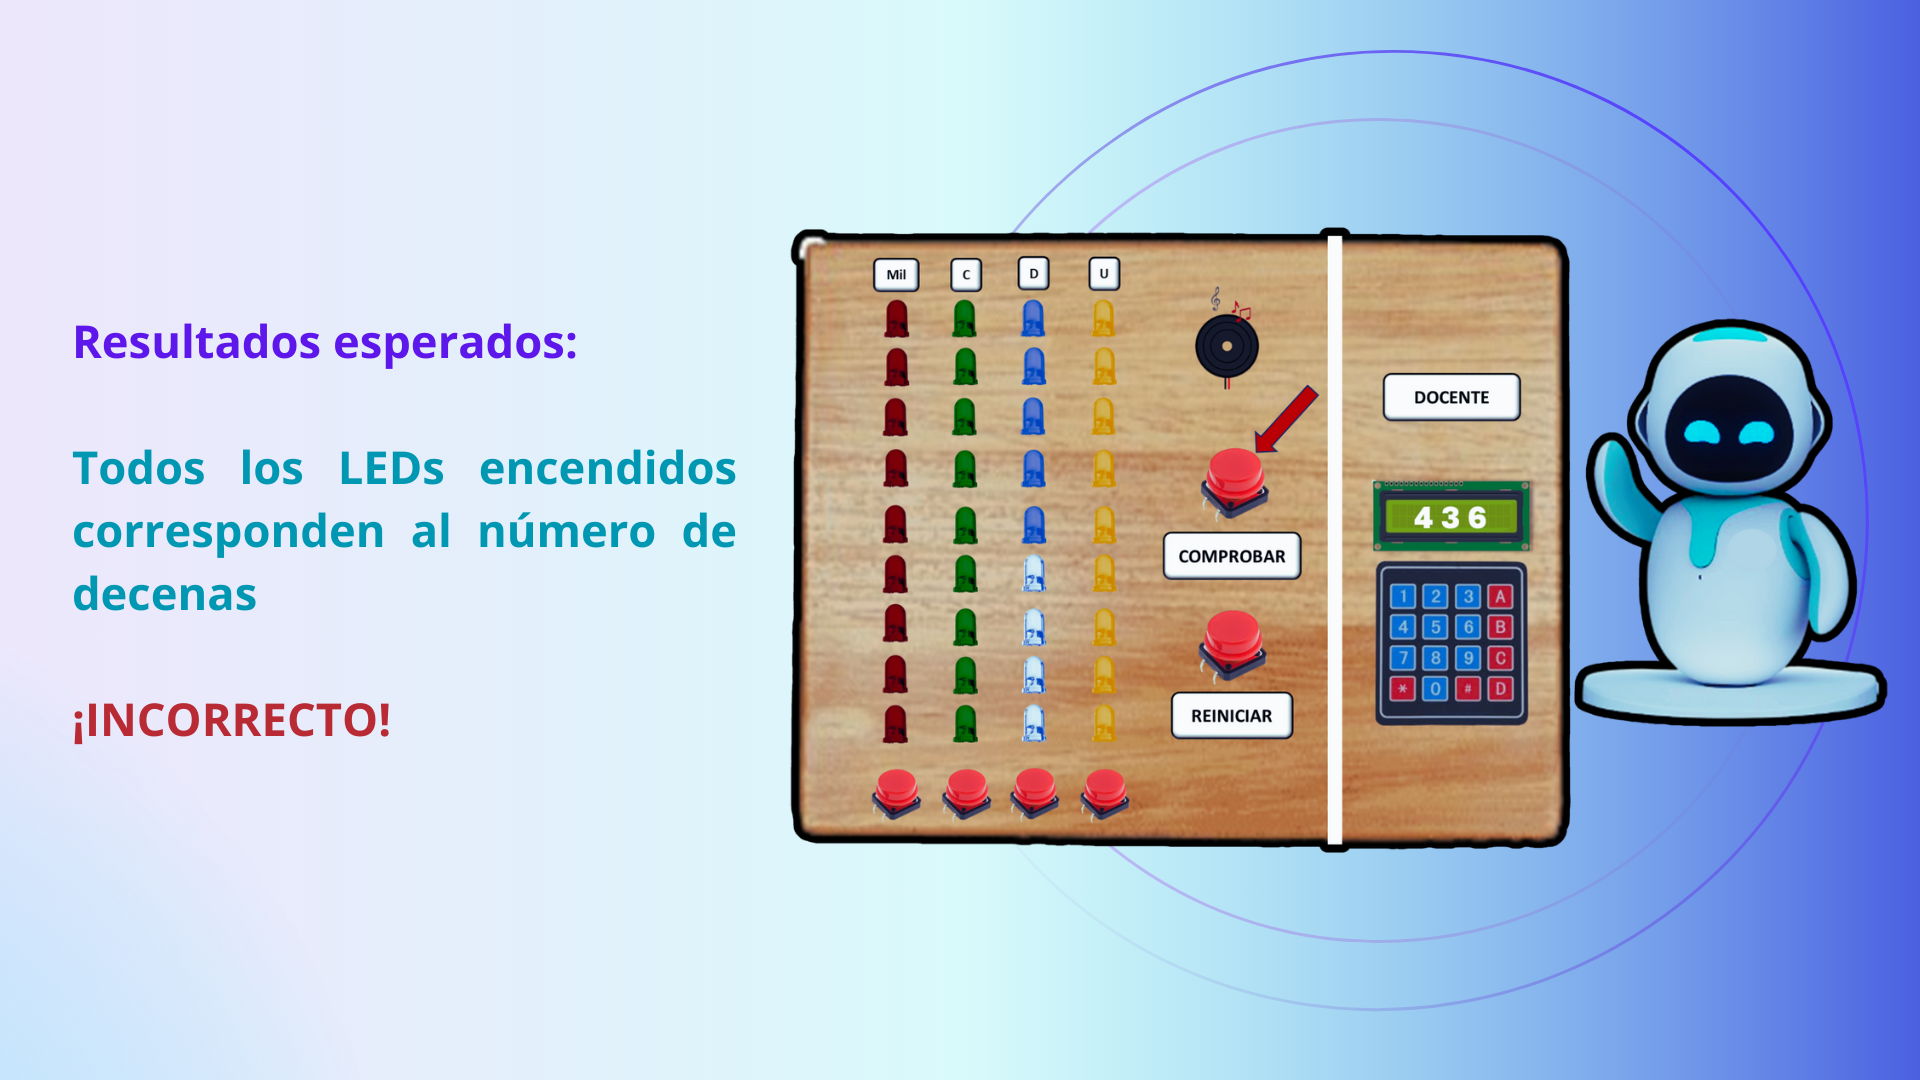 Resultados esperados:
Todos los LEDs encendidos
corresponden al número de
decenas
¡INCORRECTO!
Mil C D U
DOCENTE
436
COMPROBAR
1 2 3 A
4 5 6 B
7 8 9 C
* 0 # D
REINICIAR